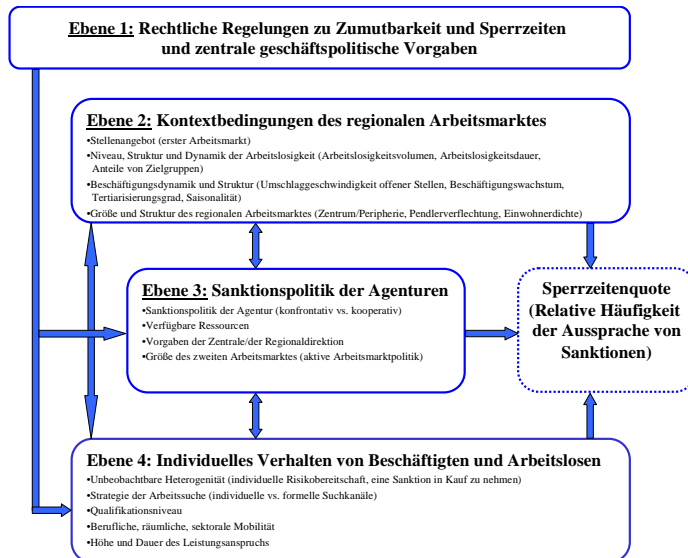 Ebene 1: Rechtliche Regelungen zu Zumutbarkeit und Sperrzeiten
und zentrale geschäftspolitische Vorgaben
Ebene 2: Kontextbedingungen des regionalen Arbeitsmarktes
•Stellenangebot (erster Arbeitsmarkt)
•Niveau, Struktur und Dynamik der Arbeitslosigkeit (Arbeitslosigkeitsvolumen, Arbeitslosigkeitsdauer,
Anteile von Zielgruppen)
•Beschäftigungsdynamik und Struktur (Umschlaggeschwindigkeit offener Stellen, Beschäftigungswachstum,
Tertiarisierungsgrad, Saisonalität)
•Größe und Struktur des regionalen Arbeitsmarktes (Zentrum/Peripherie, Pendlerverflechtung, Einwohnerdichte)
Ebene 3: Sanktionspolitik der Agenturen
•Sanktionspolitik der Agentur (konfrontativ vs. kooperativ)
•Verfügbare Ressourcen
•Vorgaben der Zentrale/der Regionaldirektion
•Größe des zweiten Arbeitsmarktes (aktive Arbeitsmarktpolitik)
Sperrzeitenquote
(Relative Häufigkeit
der Aussprache von
Sanktionen)
Ebene 4: Individuelles Verhalten von Beschäftigten und Arbeitslosen
•Unbeobachtbare Heterogenität (individuelle Risikobereitschaft, eine Sanktion in Kauf zu nehmen)
•Strategie der Arbeitssuche (individuelle vs. formelle Suchkanäle)
•Qualifikationsniveau
•Berufliche, räumliche, sektorale Mobilität
•Höhe und Dauer des Leistungsanspruchs